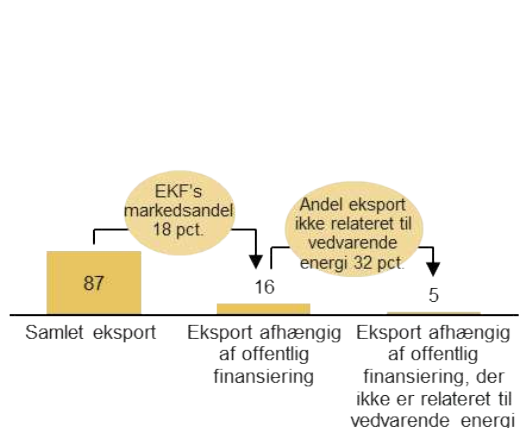 EKF's
markedsandel
18 pct.
Andel eksport
ikke relateret til
vedvarende
energi 32 pct.
87
16
5
Samlet eksport
Eksport afhængig
af offentlig
finansiering
Eksport afhængig
af offentlig
finansiering, der
ikke er relateret til
vedvarende energi